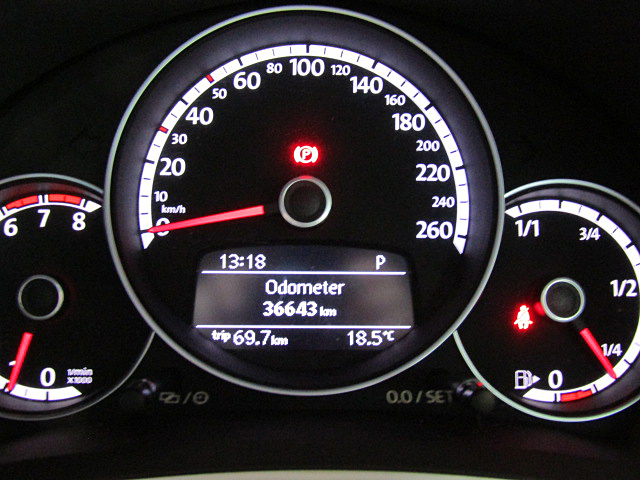 6 7 8
1 0 1/min
x1000
0 10 20 30 40 50 60 80 100 120 140 160 180 200 220 240 260
km/h
P
13:18 P
Odometer
36643 km
trip 69.7 km 18.5°C
1/1 3/4 1/2 1/4 0
0.0 / SET